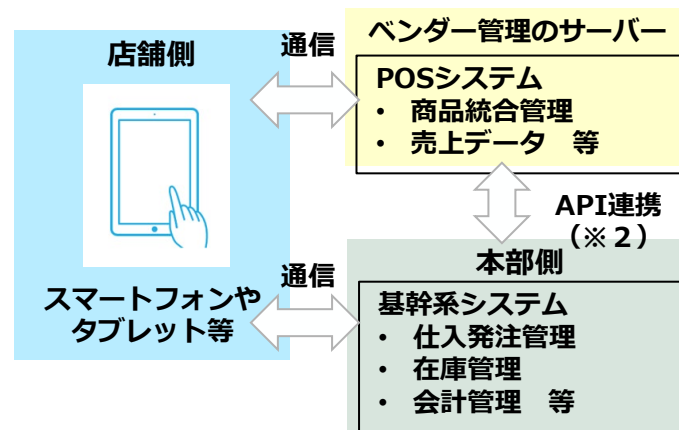 店舗側
スマートフォンや
タブレット等
通信
通信
ベンダー管理のサーバー
POSシステム
• 商品統合管理
• 売上データ　等
API連携
（※２）
本部側
基幹系システム
• 仕入発注管理
• 在庫管理
• 会計管理　等